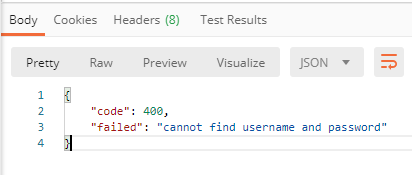 Body Cookies Headers (8) Test Results
Pretty Raw Preview Visualize JSON
1 {
2 "code": 400,
3 "failed": "cannot find username and password"
4 }